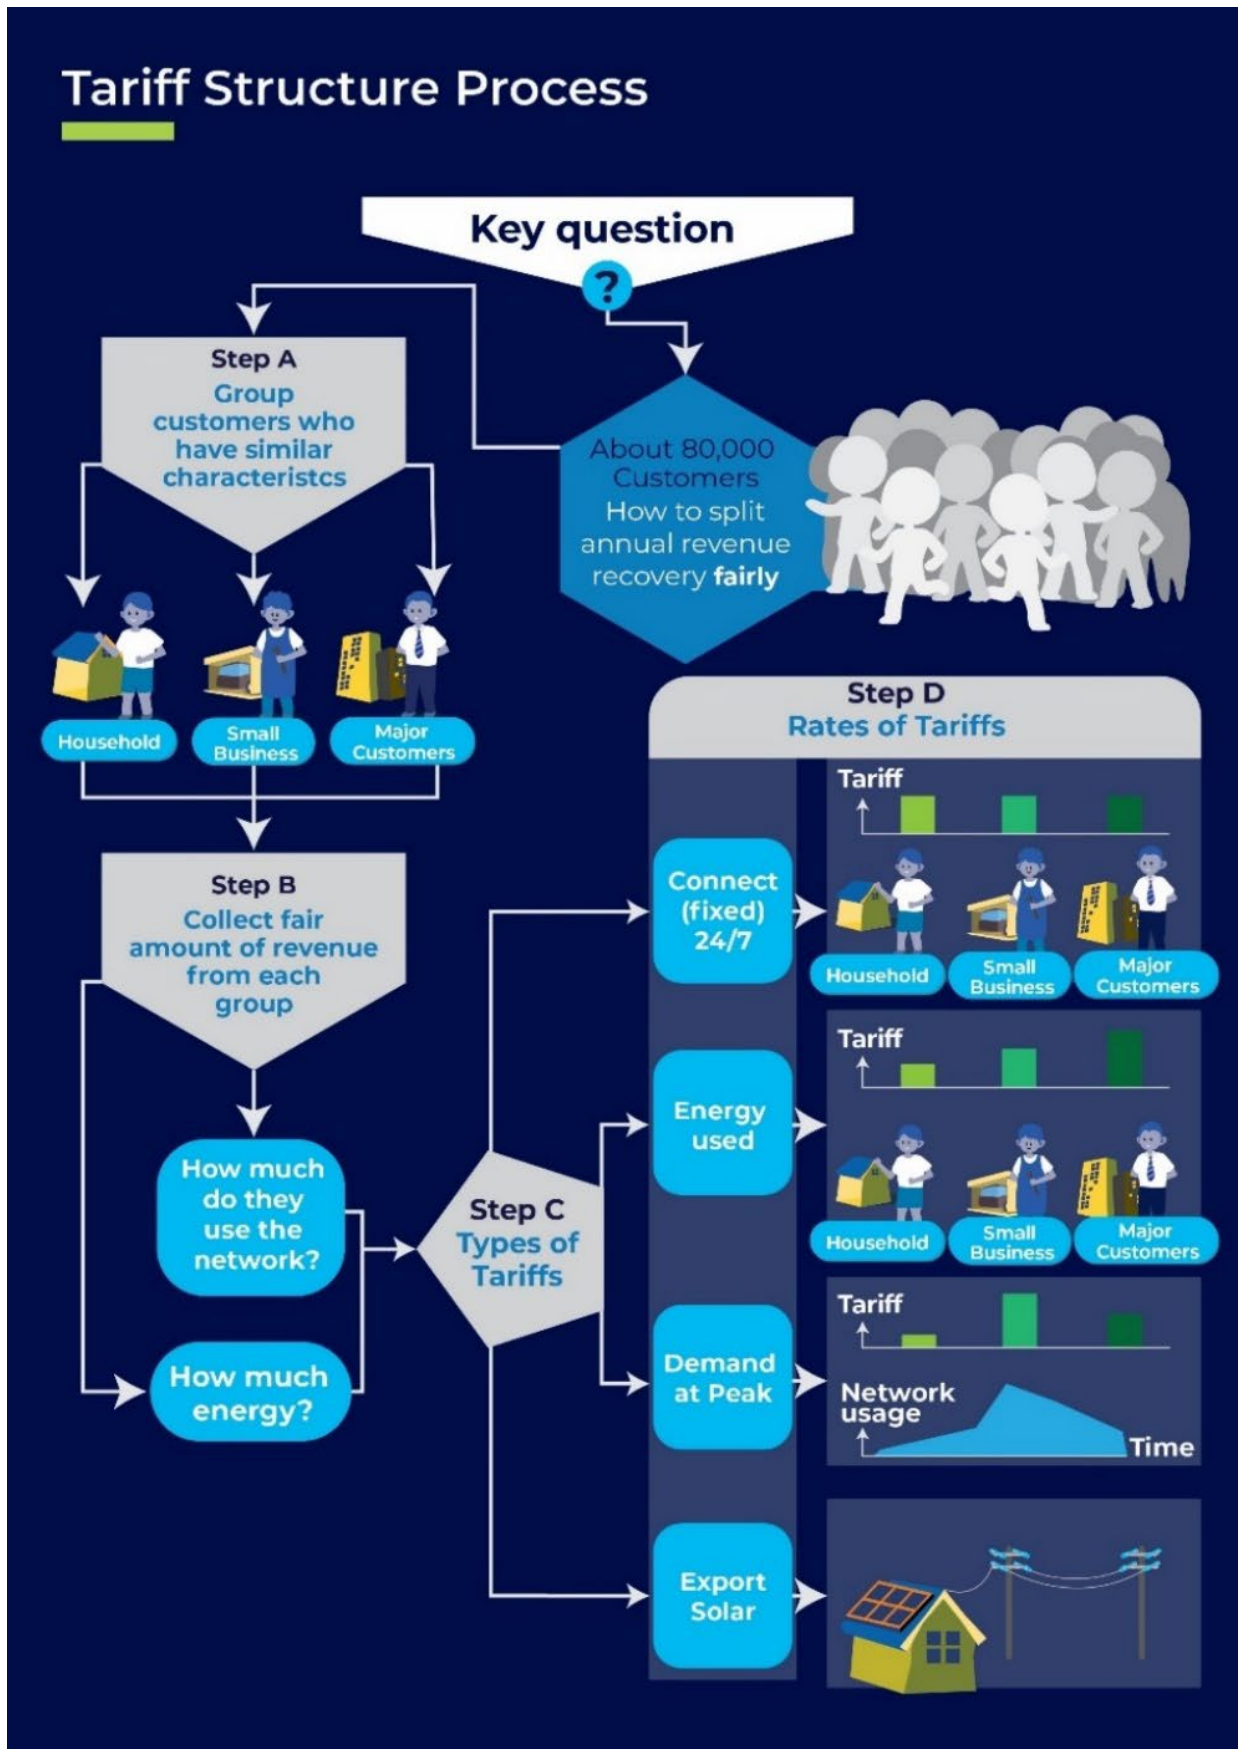 Tariff Structure Process
Key question
?
About 80,000
Customers
How to split
annual revenue
recovery fairly
Step A
Group
customers who
have similar
characteristcs
Household
Small
Business
Major
Customers
Step B
Collect fair
amount of revenue
from each
group
How much
do they
use the
network?
How much
energy?
Step C
Types of
Tariffs
Step D
Rates of Tariffs
Connect
(fixed)
24/7
Tariff
Household
Small
Business
Major
Customers
Energy
used
Tariff
Household
Small
Business
Major
Customers
Demand
at Peak
Tariff
Network
usage
Time
Export
Solar